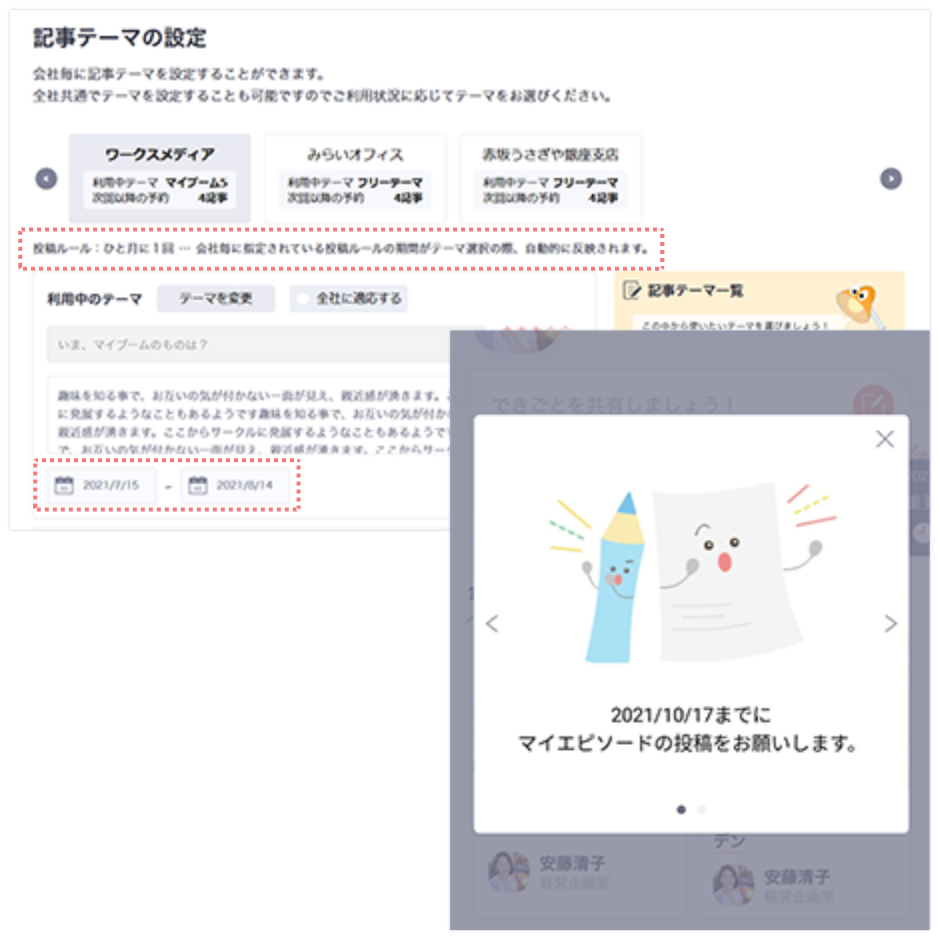 記事テーマの設定
会社毎に記事テーマを設定することができます。
全社共通でテーマを設定することも可能ですのでご利用状況に応じてテーマをお選びください。
ワークスメディア
利用中テーマ マイブーム5
次回以降の予約 4記事
みらいオフィス
利用中テーマ フリーテーマ
次回以降の予約 4記事
赤坂うさぎや銀座支店
利用中テーマ フリーテーマ
次回以降の予約 4記事
投稿ルール：ひと月に1回 … 会社毎に指定されている投稿ルールの期間がテーマ選択の際、自動的に反映されます。
利用中のテーマ
テーマを変更
全社に適応する
記事テーマ一覧
この中から使いたいテーマを選びましょう！
いま、マイブームのものは？
趣味を知る事で、お互いの気が付かない一面が見え、親近感が湧きます。
に発展するようなこともあるようです趣味を知る事で、お互いの気が付か
親近感が湧きます。ここからサークルに発展するようなこともあるようで
で、お互いの気が付かない一面が見え、親近感が湧きます。ここからサー
2021/7/15 - 2021/8/14
できごとを共有しましょう！
2021/10/17までに
マイエピソードの投稿をお願いします。
デン
安藤清子
経営企画室
安藤清子
経営企画室